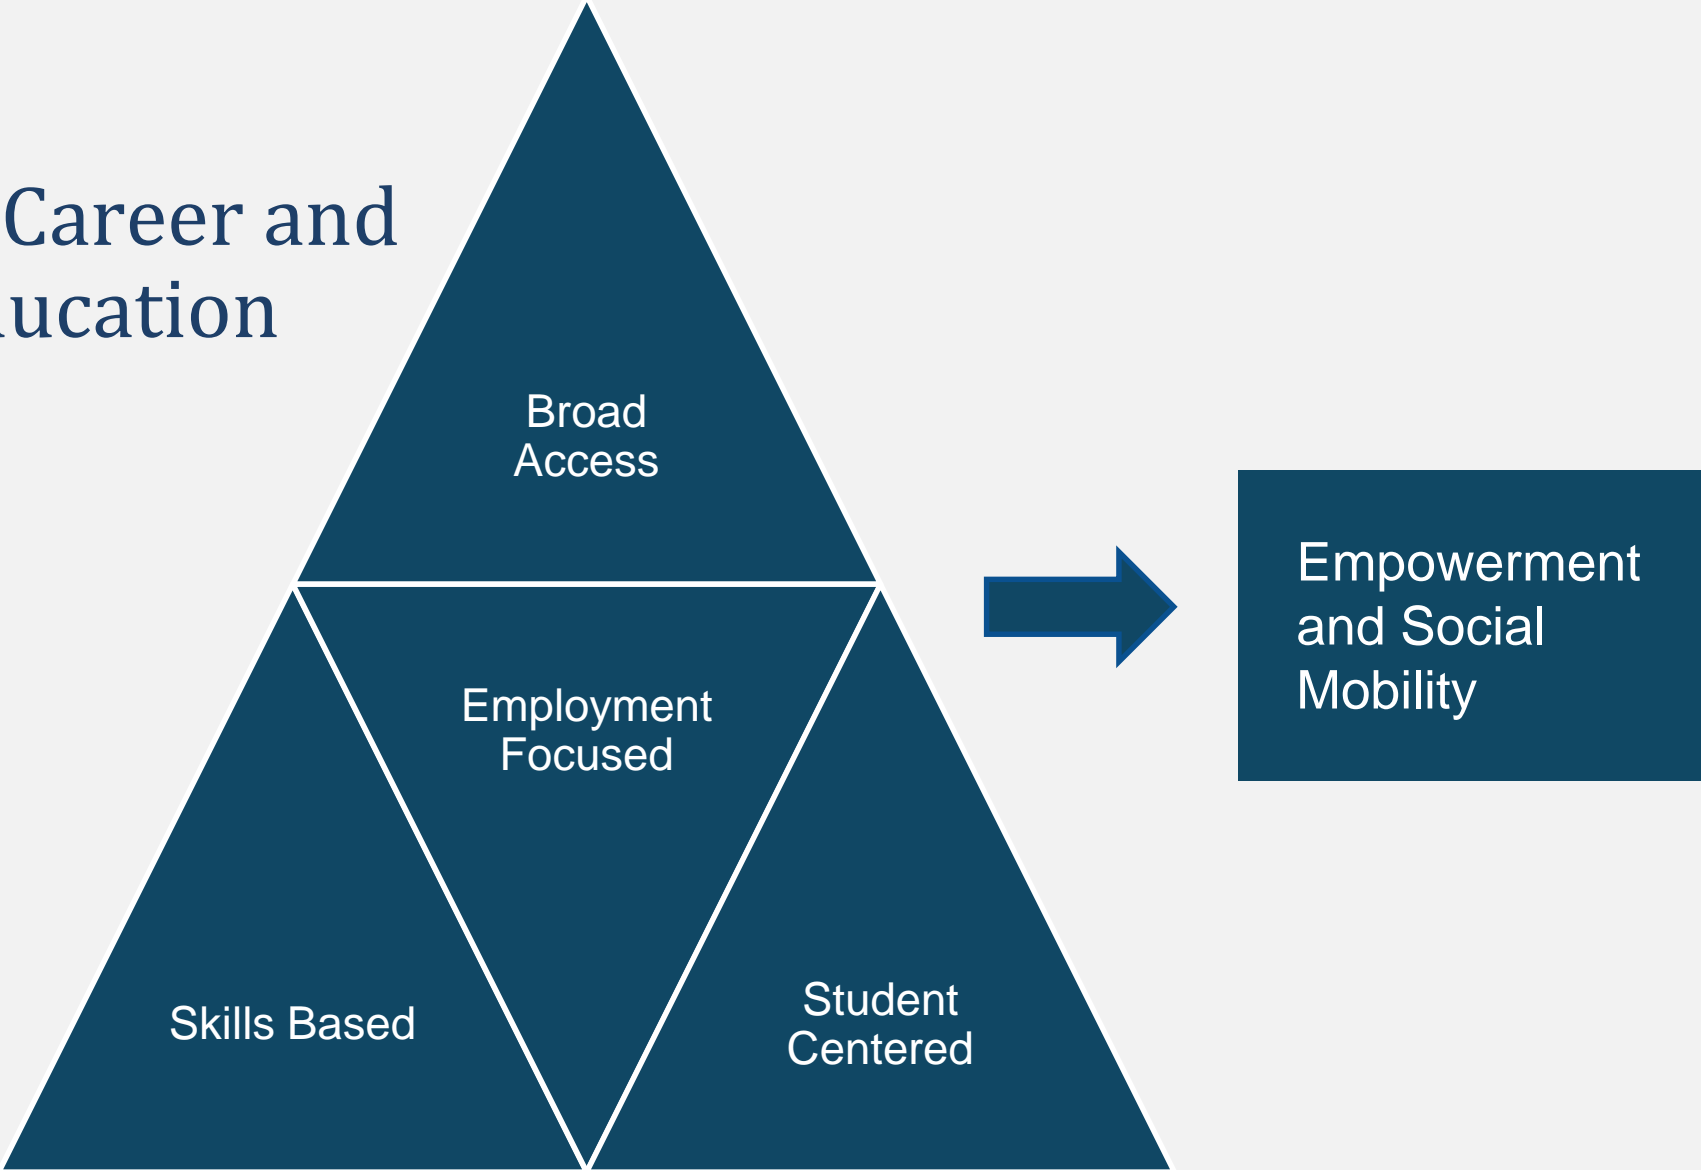 Career and
ucation
Broad
Access
Employment
Focused
Skills Based
Student
Centered
Empowerment
and Social
Mobility